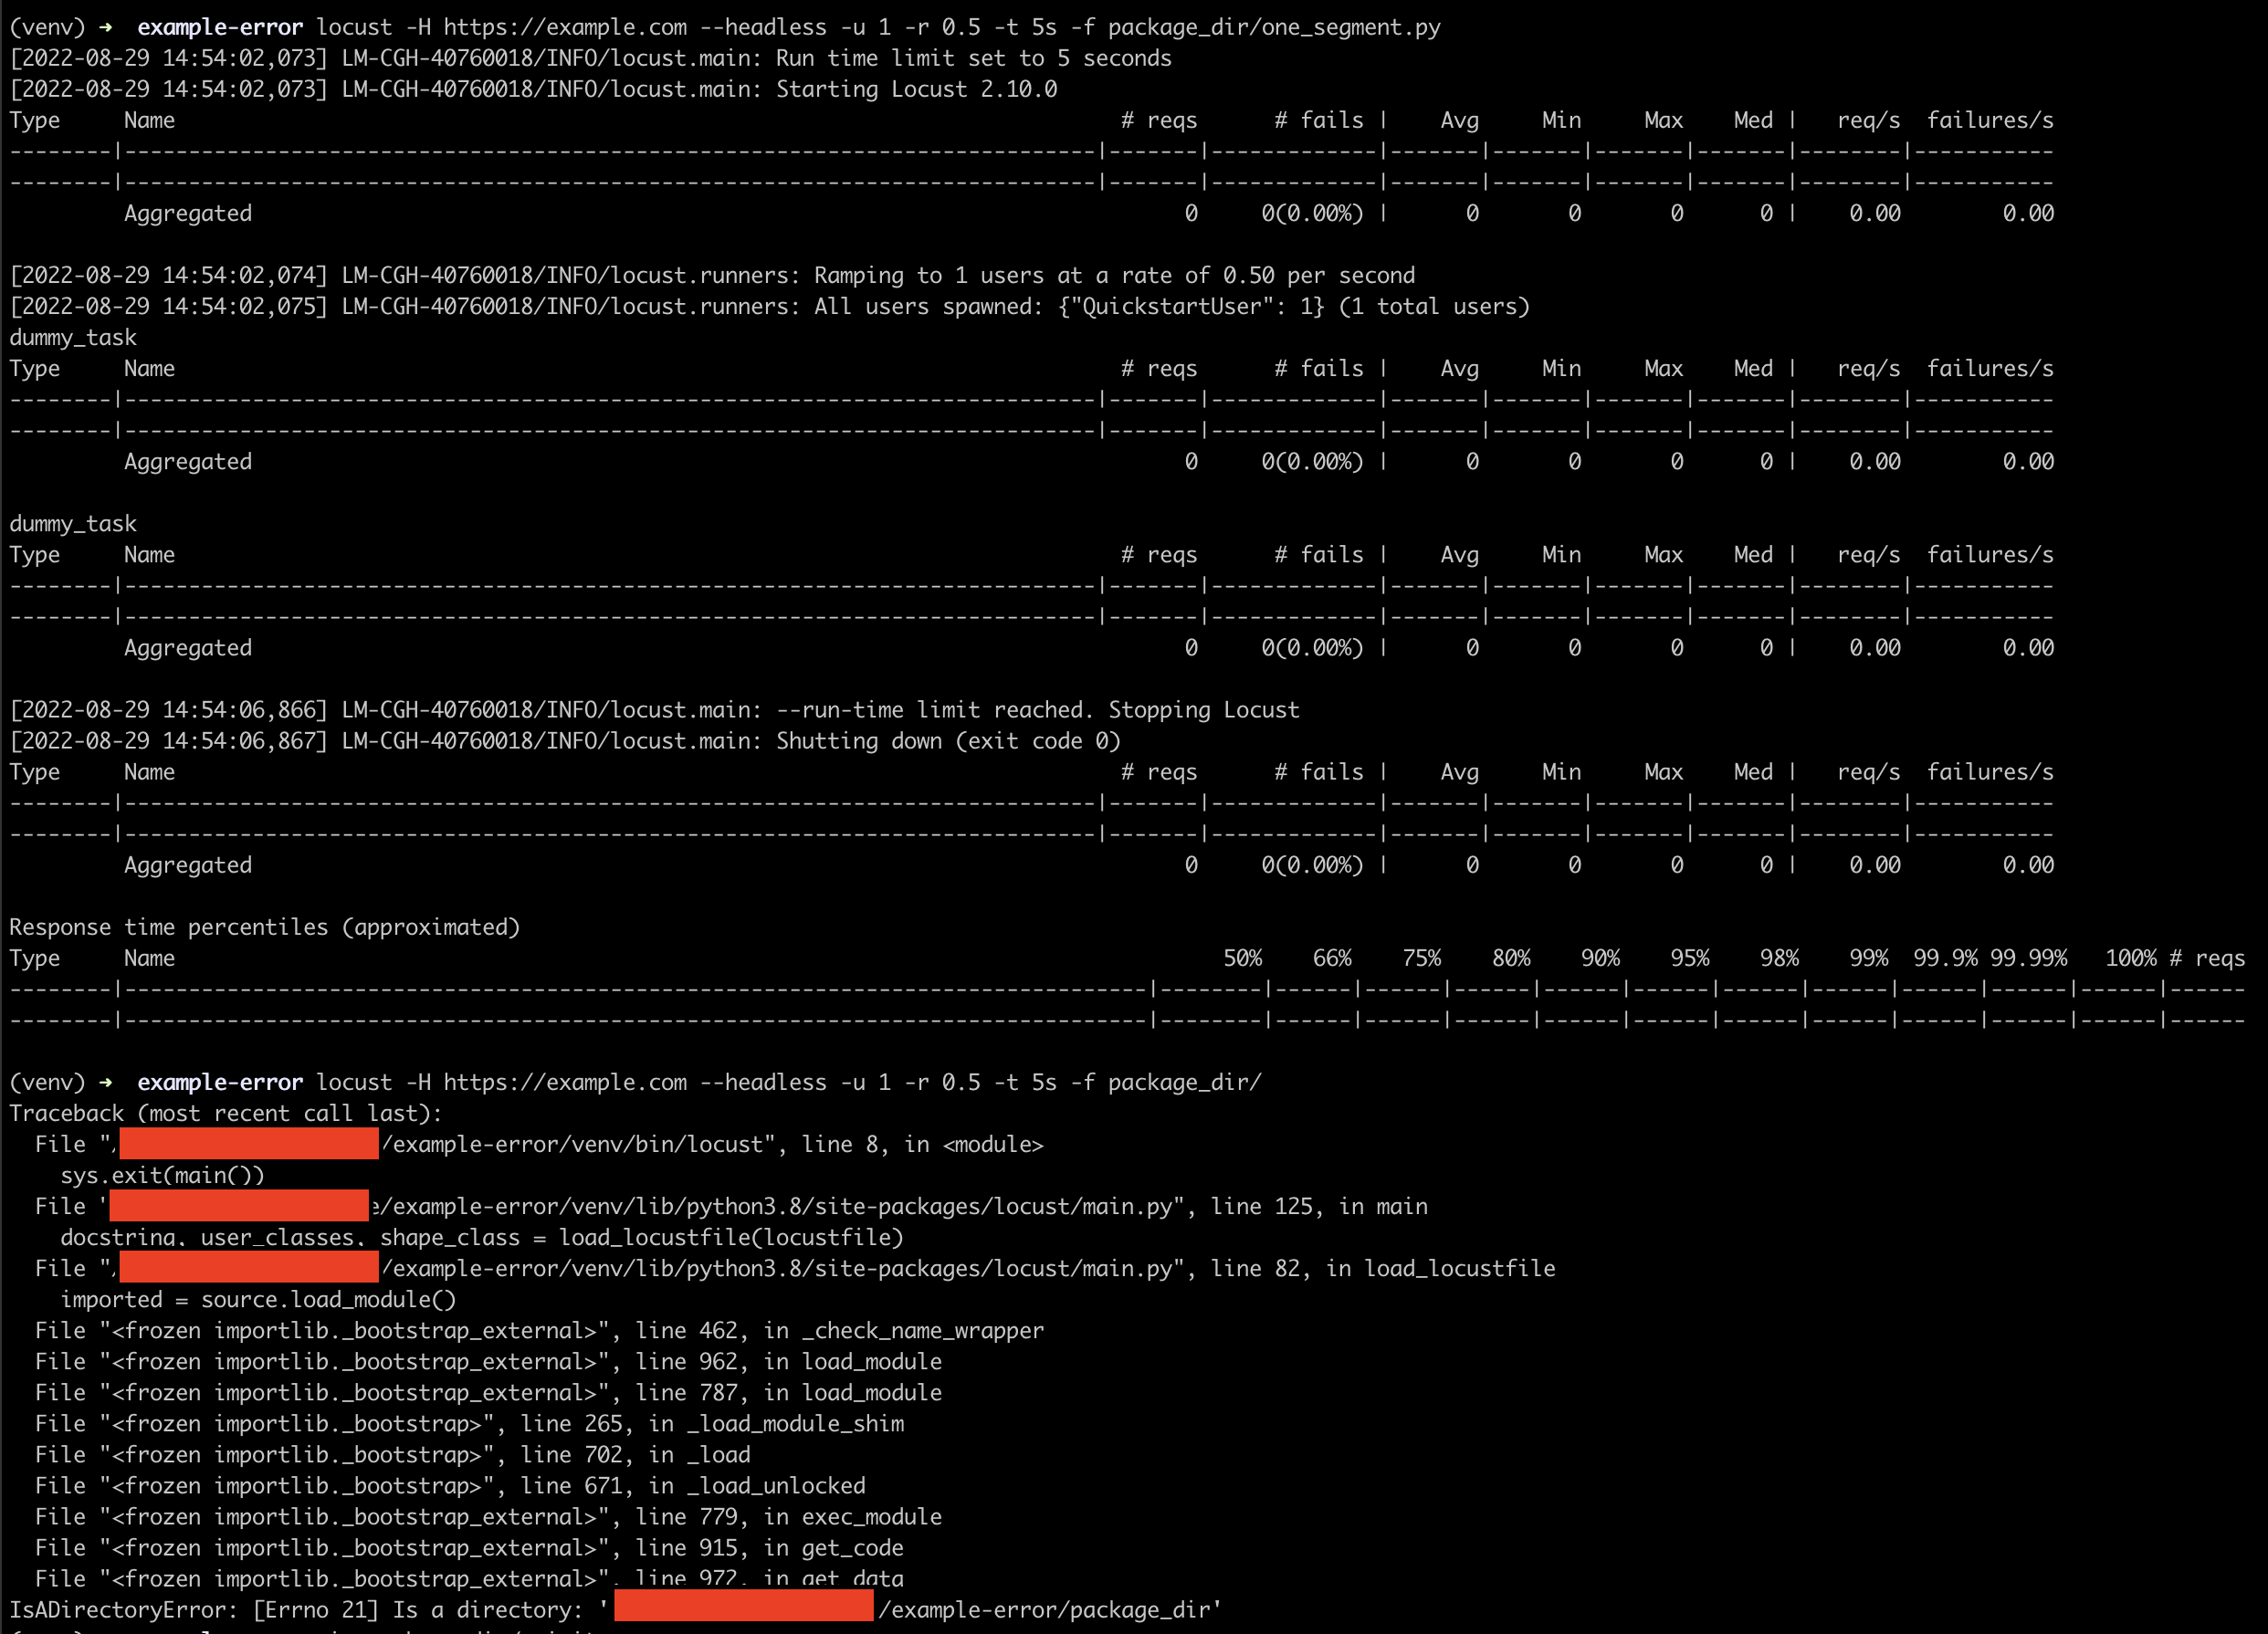 (venv) ➜  example-error locust -H https://example.com --headless -u 1 -r 0.5 -t 5s -f package_dir/one_segment.py
[2022-08-29 14:54:02,073] LM-CGH-40760018/INFO/locust.main: Run time limit set to 5 seconds
[2022-08-29 14:54:02,073] LM-CGH-40760018/INFO/locust.main: Starting Locust 2.10.0
Type     Name                                                                          # reqs      # fails |    Avg     Min     Max    Med |   req/s  failures/s
--------|----------------------------------------------------------------------------|-------|-------------|-------|-------|-------|-------|--------|-----------
--------|----------------------------------------------------------------------------|-------|-------------|-------|-------|-------|-------|--------|-----------
         Aggregated                                                                         0     0(0.00%) |      0       0       0      0 |    0.00        0.00
[2022-08-29 14:54:02,074] LM-CGH-40760018/INFO/locust.runners: Ramping to 1 users at a rate of 0.50 per second
[2022-08-29 14:54:02,075] LM-CGH-40760018/INFO/locust.runners: All users spawned: {"QuickstartUser": 1} (1 total users)
dummy_task
Type     Name                                                                          # reqs      # fails |    Avg     Min     Max    Med |   req/s  failures/s
--------|----------------------------------------------------------------------------|-------|-------------|-------|-------|-------|-------|--------|-----------
--------|----------------------------------------------------------------------------|-------|-------------|-------|-------|-------|-------|--------|-----------
         Aggregated                                                                         0     0(0.00%) |      0       0       0      0 |    0.00        0.00
dummy_task
Type     Name                                                                          # reqs      # fails |    Avg     Min     Max    Med |   req/s  failures/s
--------|----------------------------------------------------------------------------|-------|-------------|-------|-------|-------|-------|--------|-----------
--------|----------------------------------------------------------------------------|-------|-------------|-------|-------|-------|-------|--------|-----------
         Aggregated                                                                         0     0(0.00%) |      0       0       0      0 |    0.00        0.00
[2022-08-29 14:54:06,866] LM-CGH-40760018/INFO/locust.main: --run-time limit reached. Stopping Locust
[2022-08-29 14:54:06,867] LM-CGH-40760018/INFO/locust.main: Shutting down (exit code 0)
Type     Name                                                                          # reqs      # fails |    Avg     Min     Max    Med |   req/s  failures/s
--------|----------------------------------------------------------------------------|-------|-------------|-------|-------|-------|-------|--------|-----------
--------|----------------------------------------------------------------------------|-------|-------------|-------|-------|-------|-------|--------|-----------
         Aggregated                                                                         0     0(0.00%) |      0       0       0      0 |    0.00        0.00
Response time percentiles (approximated)
Type     Name                                                                                  50%    66%    75%    80%    90%    95%    98%    99%  99.9% 99.99%   100% # reqs
--------|--------------------------------------------------------------------------------|--------|------|------|------|------|------|------|------|------|------|------|------
--------|--------------------------------------------------------------------------------|--------|------|------|------|------|------|------|------|------|------|------|------
(venv) ➜  example-error locust -H https://example.com --headless -u 1 -r 0.5 -t 5s -f package_dir/
Traceback (most recent call last):
  File "/example-error/venv/bin/locust", line 8, in <module>
    sys.exit(main())
  File "/example-error/venv/lib/python3.8/site-packages/locust/main.py", line 125, in main
    docstring, user_classes, shape_class = load_locustfile(locustfile)
  File "/example-error/venv/lib/python3.8/site-packages/locust/main.py", line 82, in load_locustfile
    imported = source.load_module()
  File "<frozen importlib._bootstrap_external>", line 462, in _check_name_wrapper
  File "<frozen importlib._bootstrap_external>", line 962, in load_module
  File "<frozen importlib._bootstrap_external>", line 787, in load_module
  File "<frozen importlib._bootstrap>", line 265, in _load_module_shim
  File "<frozen importlib._bootstrap>", line 702, in _load
  File "<frozen importlib._bootstrap>", line 671, in _load_unlocked
  File "<frozen importlib._bootstrap_external>", line 779, in exec_module
  File "<frozen importlib._bootstrap_external>", line 915, in get_code
  File "<frozen importlib._bootstrap_external>", line 972, in get_data
IsADirectoryError: [Errno 21] Is a directory: '/example-error/package_dir'